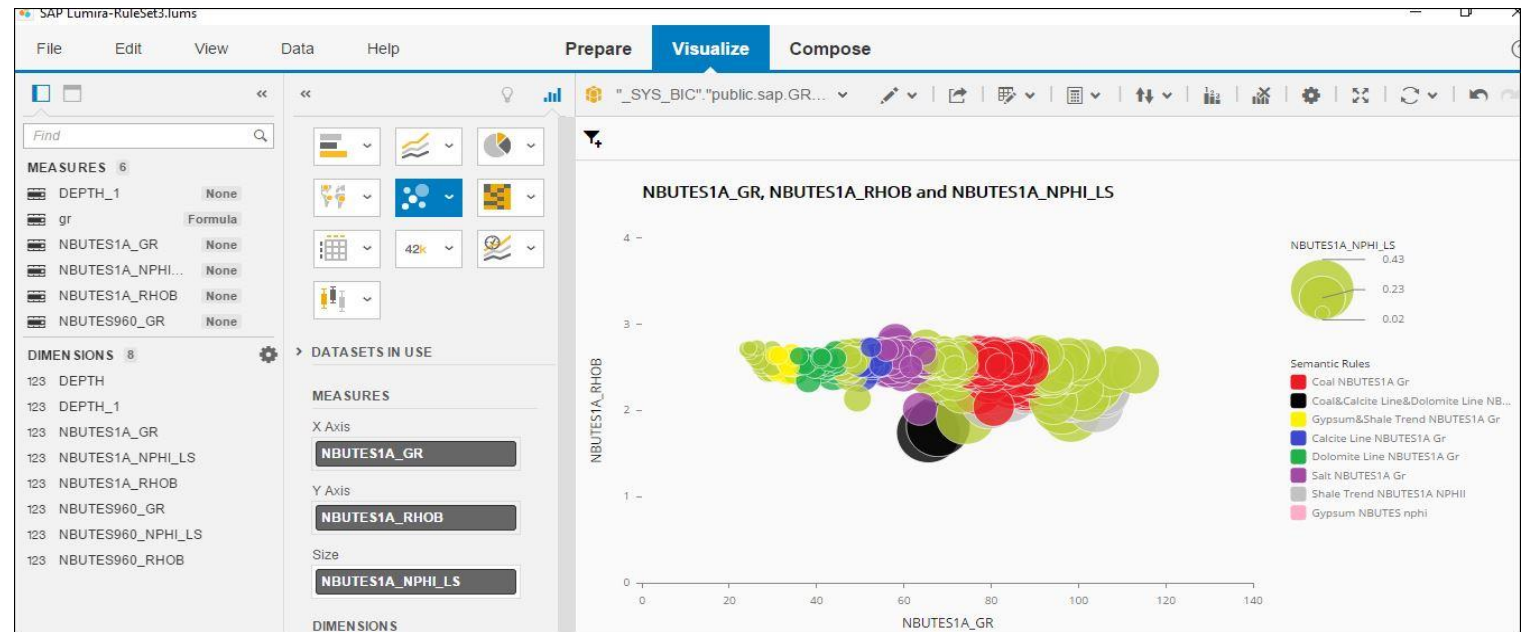 SAP Lumira-RuleSet3.lums
File Edit View Data Help Prepare Visualize Compose
"_SYS_BIC"."public.sap.GR...
Find
MEASURES 6
DEPTH_1 None
gr Formula
NBUTES1A_GR None
NBUTES1A_NPHI... None
NBUTES1A_RHOB None
NBUTES960_GR None
DIMENSIONS 8
123 DEPTH
123 DEPTH_1
123 NBUTES1A_GR
123 NBUTES1A_NPHI_LS
123 NBUTES1A_RHOB
123 NBUTES960_GR
123 NBUTES960_NPHI_LS
123 NBUTES960_RHOB
42k
DATASETS IN USE
MEASURES
X Axis
NBUTES1A_GR
Y Axis
NBUTES1A_RHOB
Size
NBUTES1A_NPHI_LS
DIMENSIONS
NBUTES1A_GR, NBUTES1A_RHOB and NBUTES1A_NPHI_LS
NBUTES1A_RHOB
4
3
2
1
0
0 20 40 60 80 100 120 140
NBUTES1A_GR
NBUTES1A_NPHI_LS
0.43
0.23
0.02
Semantic Rules
Coal NBUTES1A Gr
Coal&Calcite Line&Dolomite Line NB...
Gypsum&Shale Trend NBUTES1A Gr
Calcite Line NBUTES1A Gr
Dolomite Line NBUTES1A Gr
Salt NBUTES1A Gr
Shale Trend NBUTES1A NPHII
Gypsum NBUTES nphi